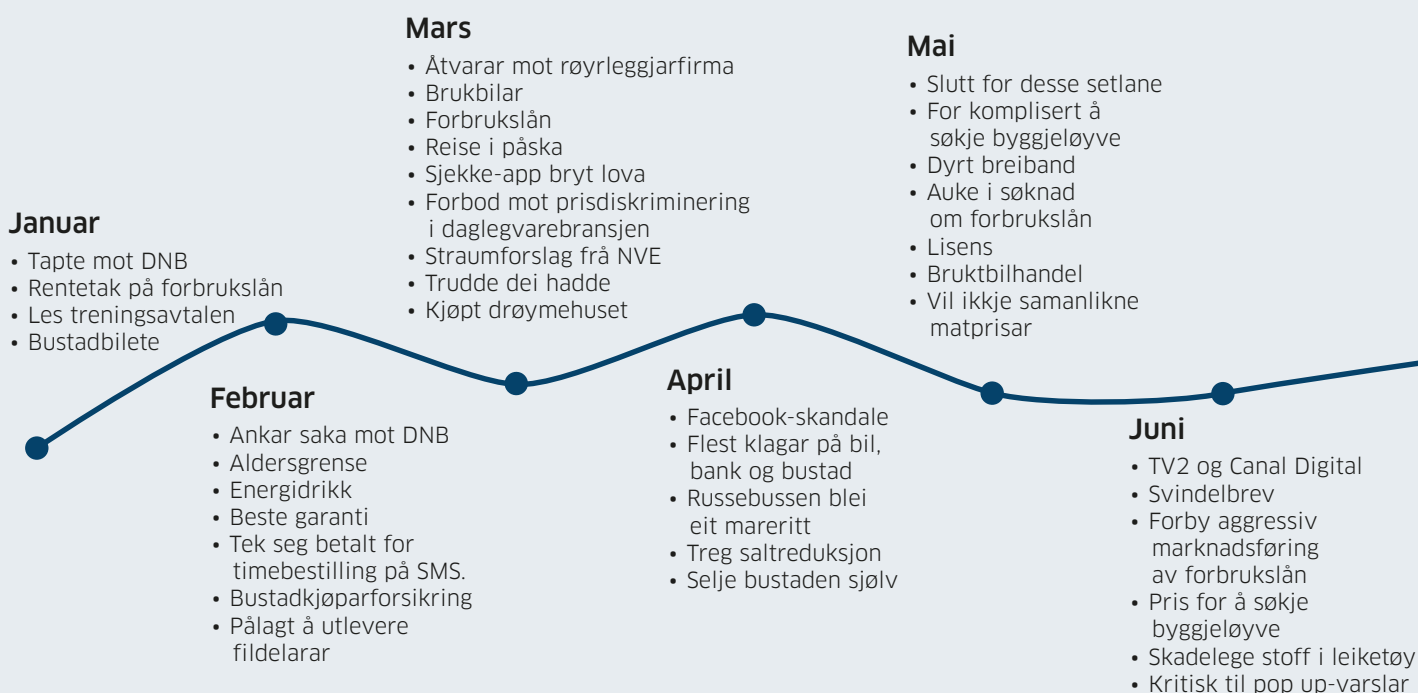 Januar
• Tapte mot DNB
• Rentetak på forbrukslån
• Les treningsavtalen
• Bustadbilete
Februar
• Ankar saka mot DNB
• Aldersgrense
• Energidrikk
• Beste garanti
• Tek seg betalt for
timebestilling på SMS.
• Bustadkjøparforsikring
• Pålagt å utlevere
fildelarar
Mars
• Åtvarar mot røyrleggjarfirma
• Brukbilar
• Forbrukslån
• Reise i påska
• Sjekke-app bryt lova
• Forbod mot prisdiskriminering
i daglegvarebransjen
• Straumforslag frå NVE
• Trudde dei hadde
• Kjøpt drøymehuset
April
• Facebook-skandale
• Flest klagar på bil,
bank og bustad
• Russebussen blei
eit mareritt
• Treg saltreduksjon
• Selje bustaden sjølv
Mai
• Slutt for desse setlane
• For komplisert å
søkje byggjeløyve
• Dyrt breiband
• Auke i søknad
om forbrukslån
• Lisens
• Bruktbilhandel
• Vil ikkje samanlikne
matprisar
Juni
• TV2 og Canal Digital
• Svindelbrev
• Forby aggressiv
marknadsføring
av forbrukslån
• Pris for å søkje
byggjeløyve
• Skadelege stoff i leiketøy
• Kritisk til pop up-varslar